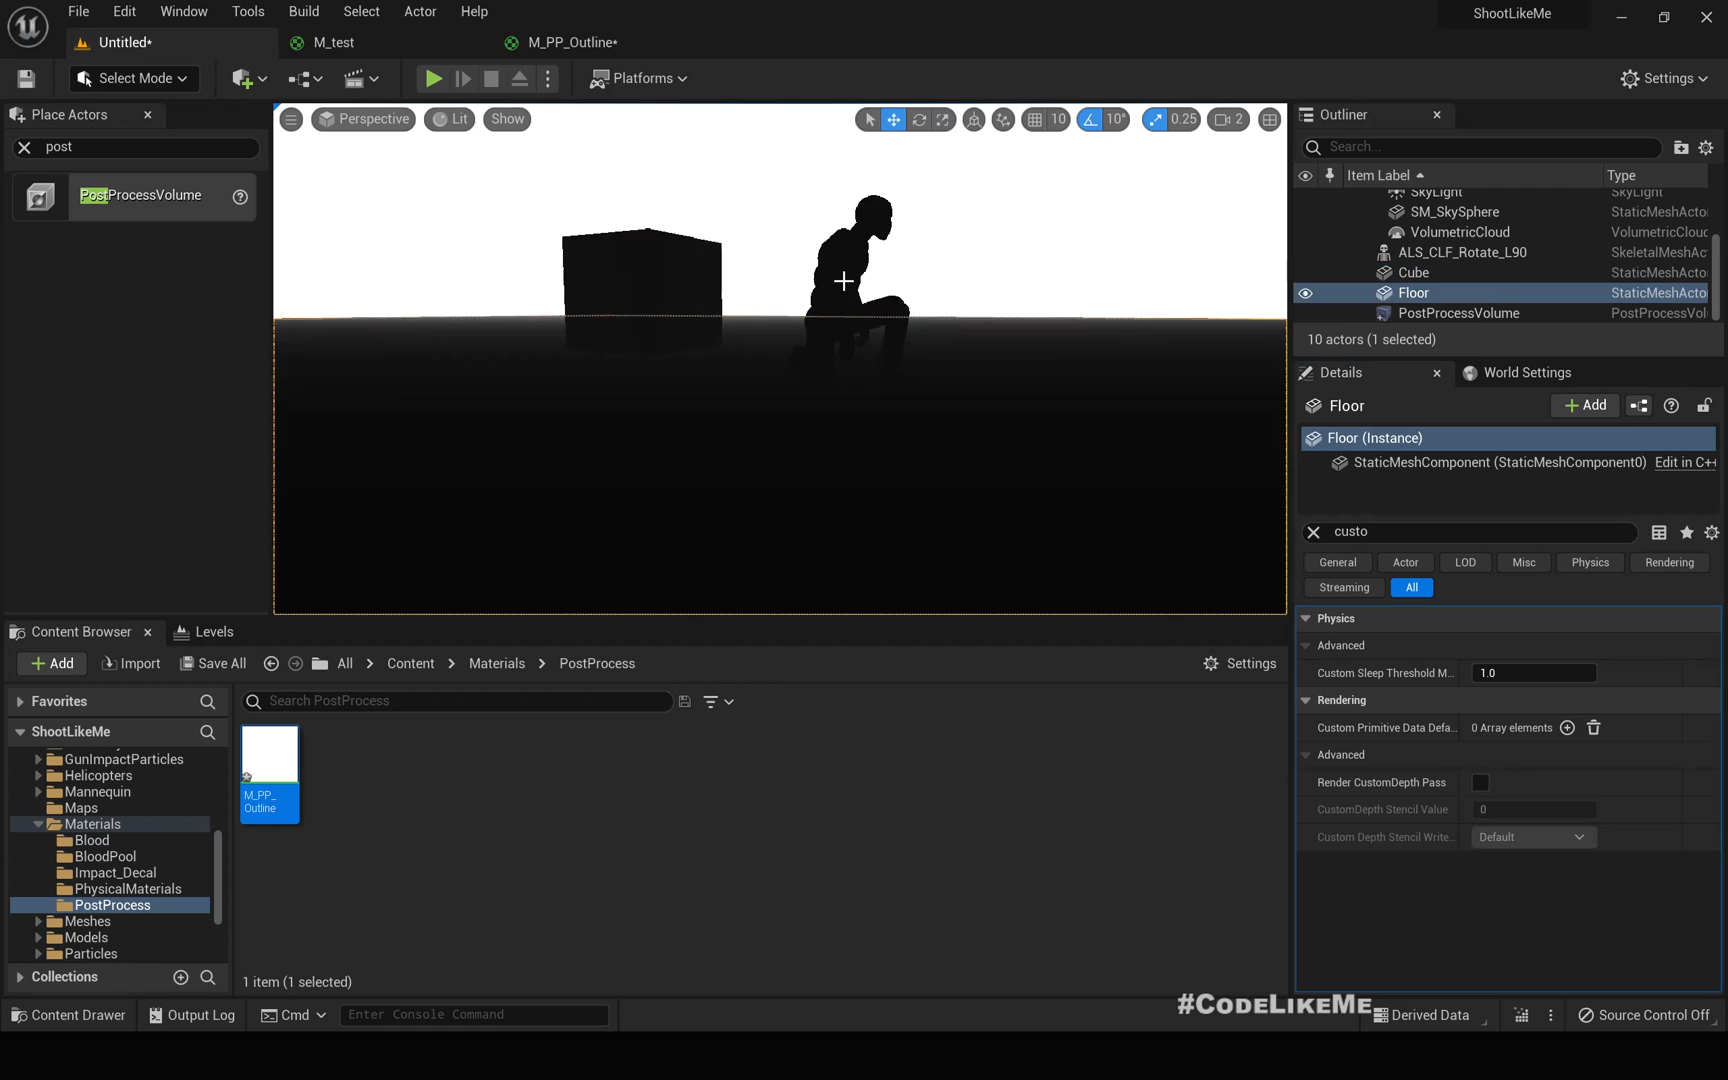 File Edit Window Tools Build Select Actor Help
ShootLikeMe
Untitled*
M_test
M_PP_Outline*
Select Mode
Platforms
Settings
Place Actors
post
PostProcessVolume
Perspective
Lit
Show
10
10°
0.25
2
Outliner
Search...
Item Label
Type
SkyLight SkyLight
SM_SkySphere StaticMeshActo
VolumetricCloud VolumetricCloud
ALS_CLF_Rotate_L90 SkeletalMeshAc
Cube StaticMeshActo
Floor StaticMeshActo
PostProcessVolume PostProcessVol
10 actors (1 selected)
Details
World Settings
Floor
Add
Floor (Instance)
StaticMeshComponent (StaticMeshComponent0) Edit in C++
custo
General Actor LOD Misc Physics Rendering
Streaming All
Physics
Advanced
Custom Sleep Threshold M... 1.0
Rendering
Custom Primitive Data Defa... 0 Array elements
Advanced
Render CustomDepth Pass
CustomDepth Stencil Value 0
Custom Depth Stencil Write... Default
Content Browser
Levels
Add Import Save All All Content Materials PostProcess Settings
Favorites
Search PostProcess
ShootLikeMe
GunImpactParticles
Helicopters
Mannequin
Maps
Materials
Blood
BloodPool
Impact_Decal
PhysicalMaterials
PostProcess
Meshes
Models
Particles
Collections
M_PP_
Outline
1 item (1 selected)
#CodeLikeMe
Content Drawer Output Log Cmd Enter Console Command Derived Data Source Control Off